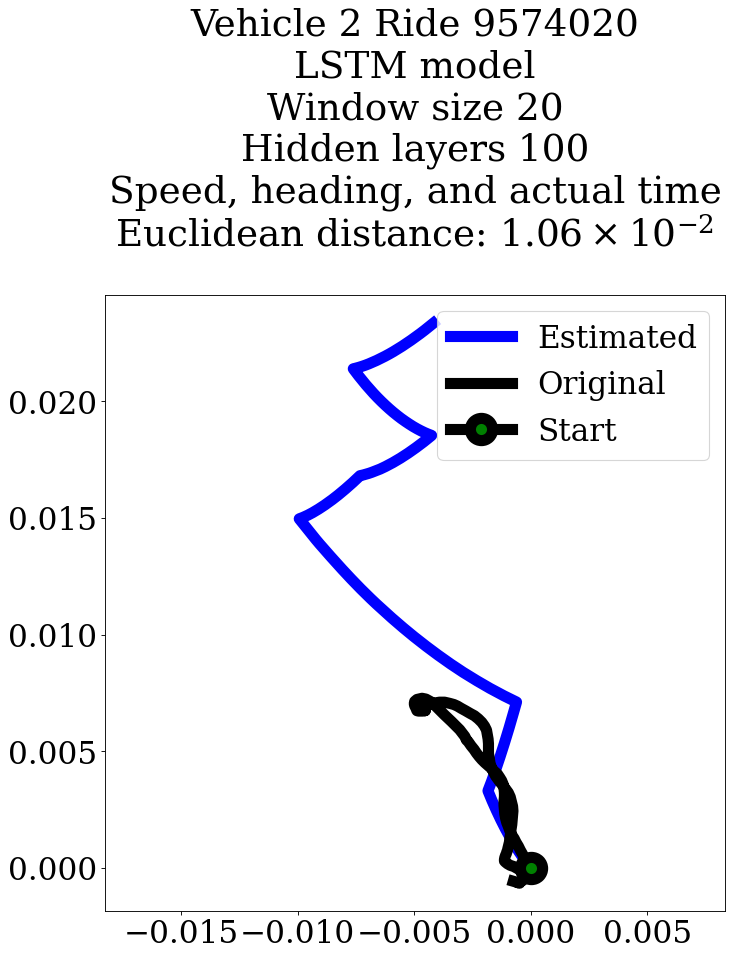 Vehicle 2 Ride 9574020
LSTM model
Window size 20
Hidden layers 100
Speed, heading, and actual time
Euclidean distance: 1.06 × 10⁻²
Estimated
Original
Start
0.020
0.015
0.010
0.005
0.000
−0.015 −0.010 −0.005 0.000 0.005